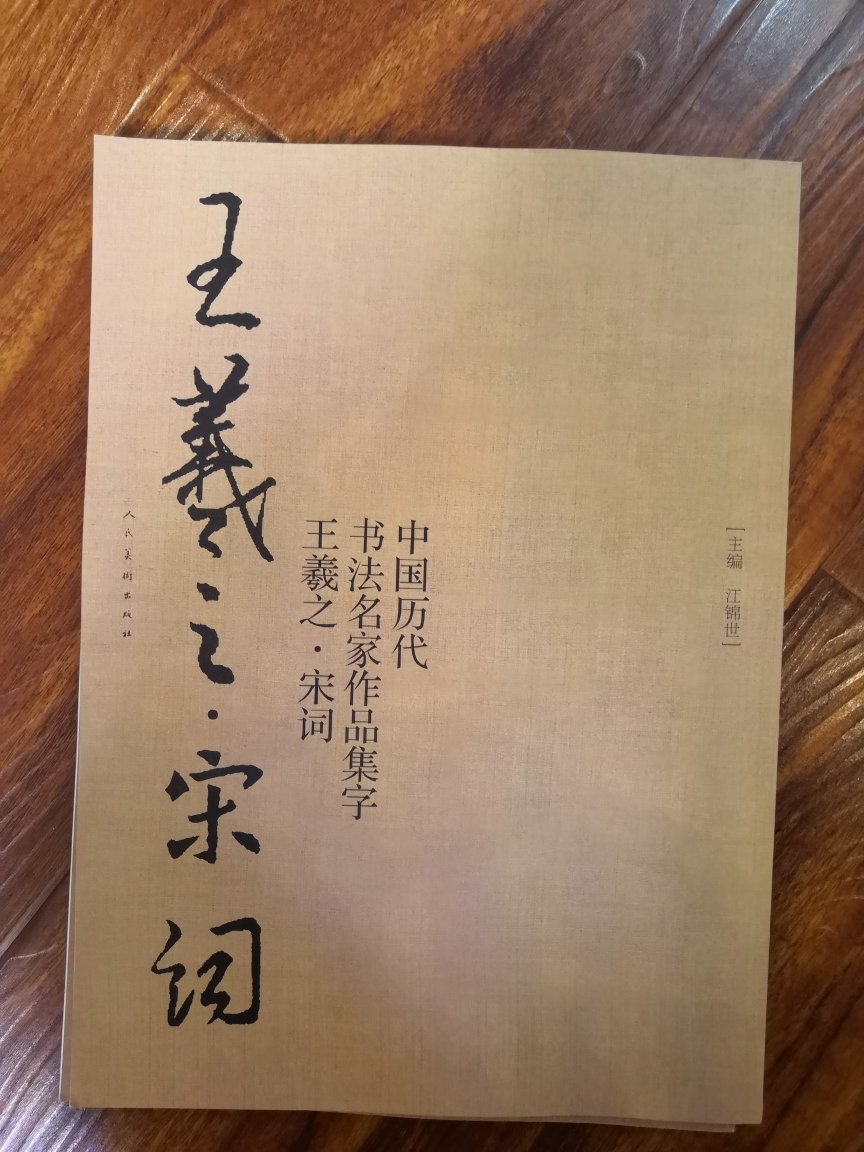 [主编 江锦世]
中国历代
书法名家作品集字
王羲之·宋词
王羲之·宋词
人民美術出版社